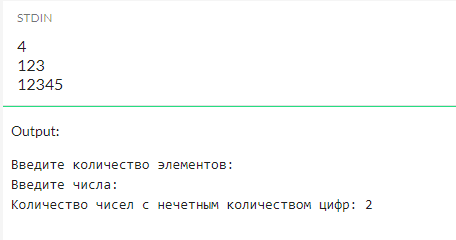 STDIN
4
123
12345
Output:
Введите количество элементов:
Введите числа:
Количество чисел с нечетным количеством цифр: 2